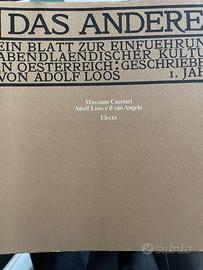 DAS ANDERE
EIN BLATT ZUR EINFUEHRUN
ABENDLAENDISCHER KULTU
IN OESTERREICH: GESCHRIEBE
VON ADOLF LOOS 1. JAH
Massimo Cacciari
Adolf Loos e il suo Angelo
Electa
subito